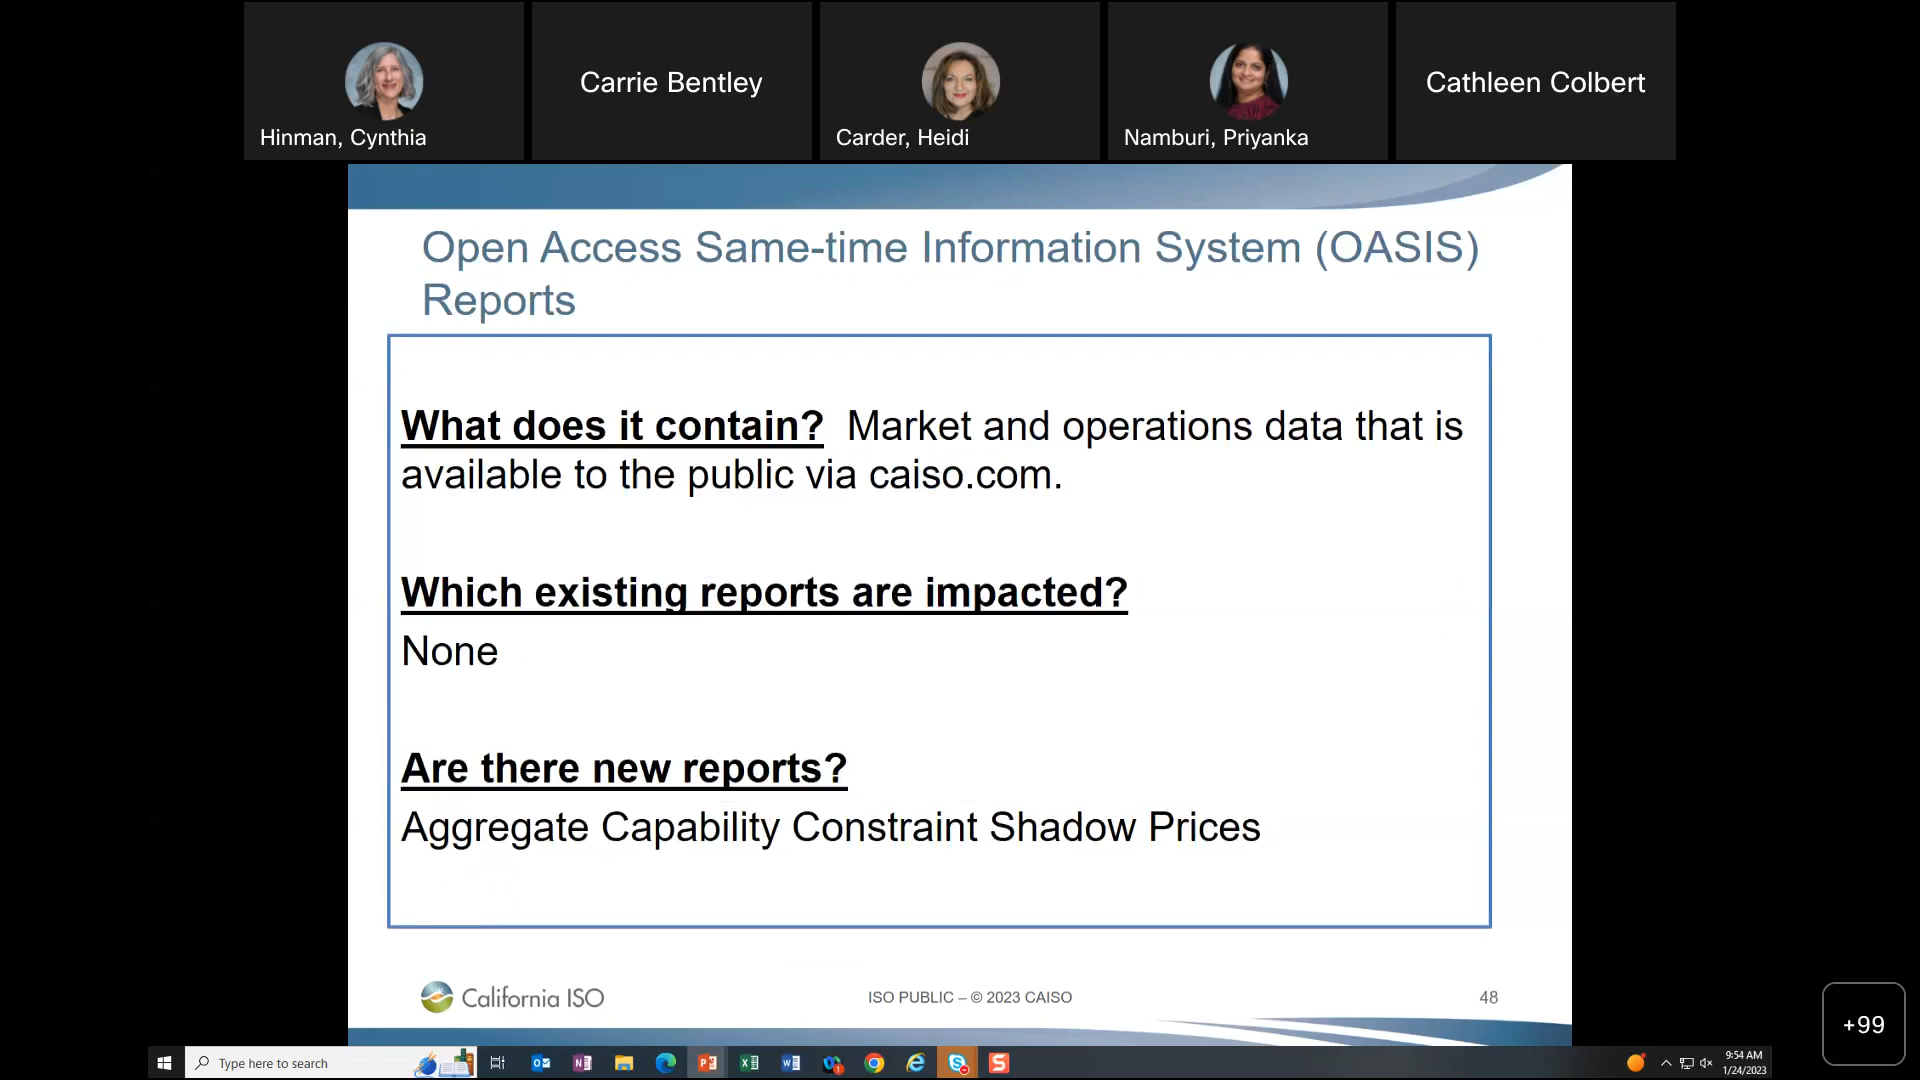 Hinman, Cynthia
Carrie Bentley
Carder, Heidi
Namburi, Priyanka
Cathleen Colbert
Open Access Same-time Information System (OASIS)
Reports
What does it contain? Market and operations data that is
available to the public via caiso.com.
Which existing reports are impacted?
None
Are there new reports?
Aggregate Capability Constraint Shadow Prices
California ISO
ISO PUBLIC – © 2023 CAISO
48
+99
Type here to search
9:54 AM
1/24/2023